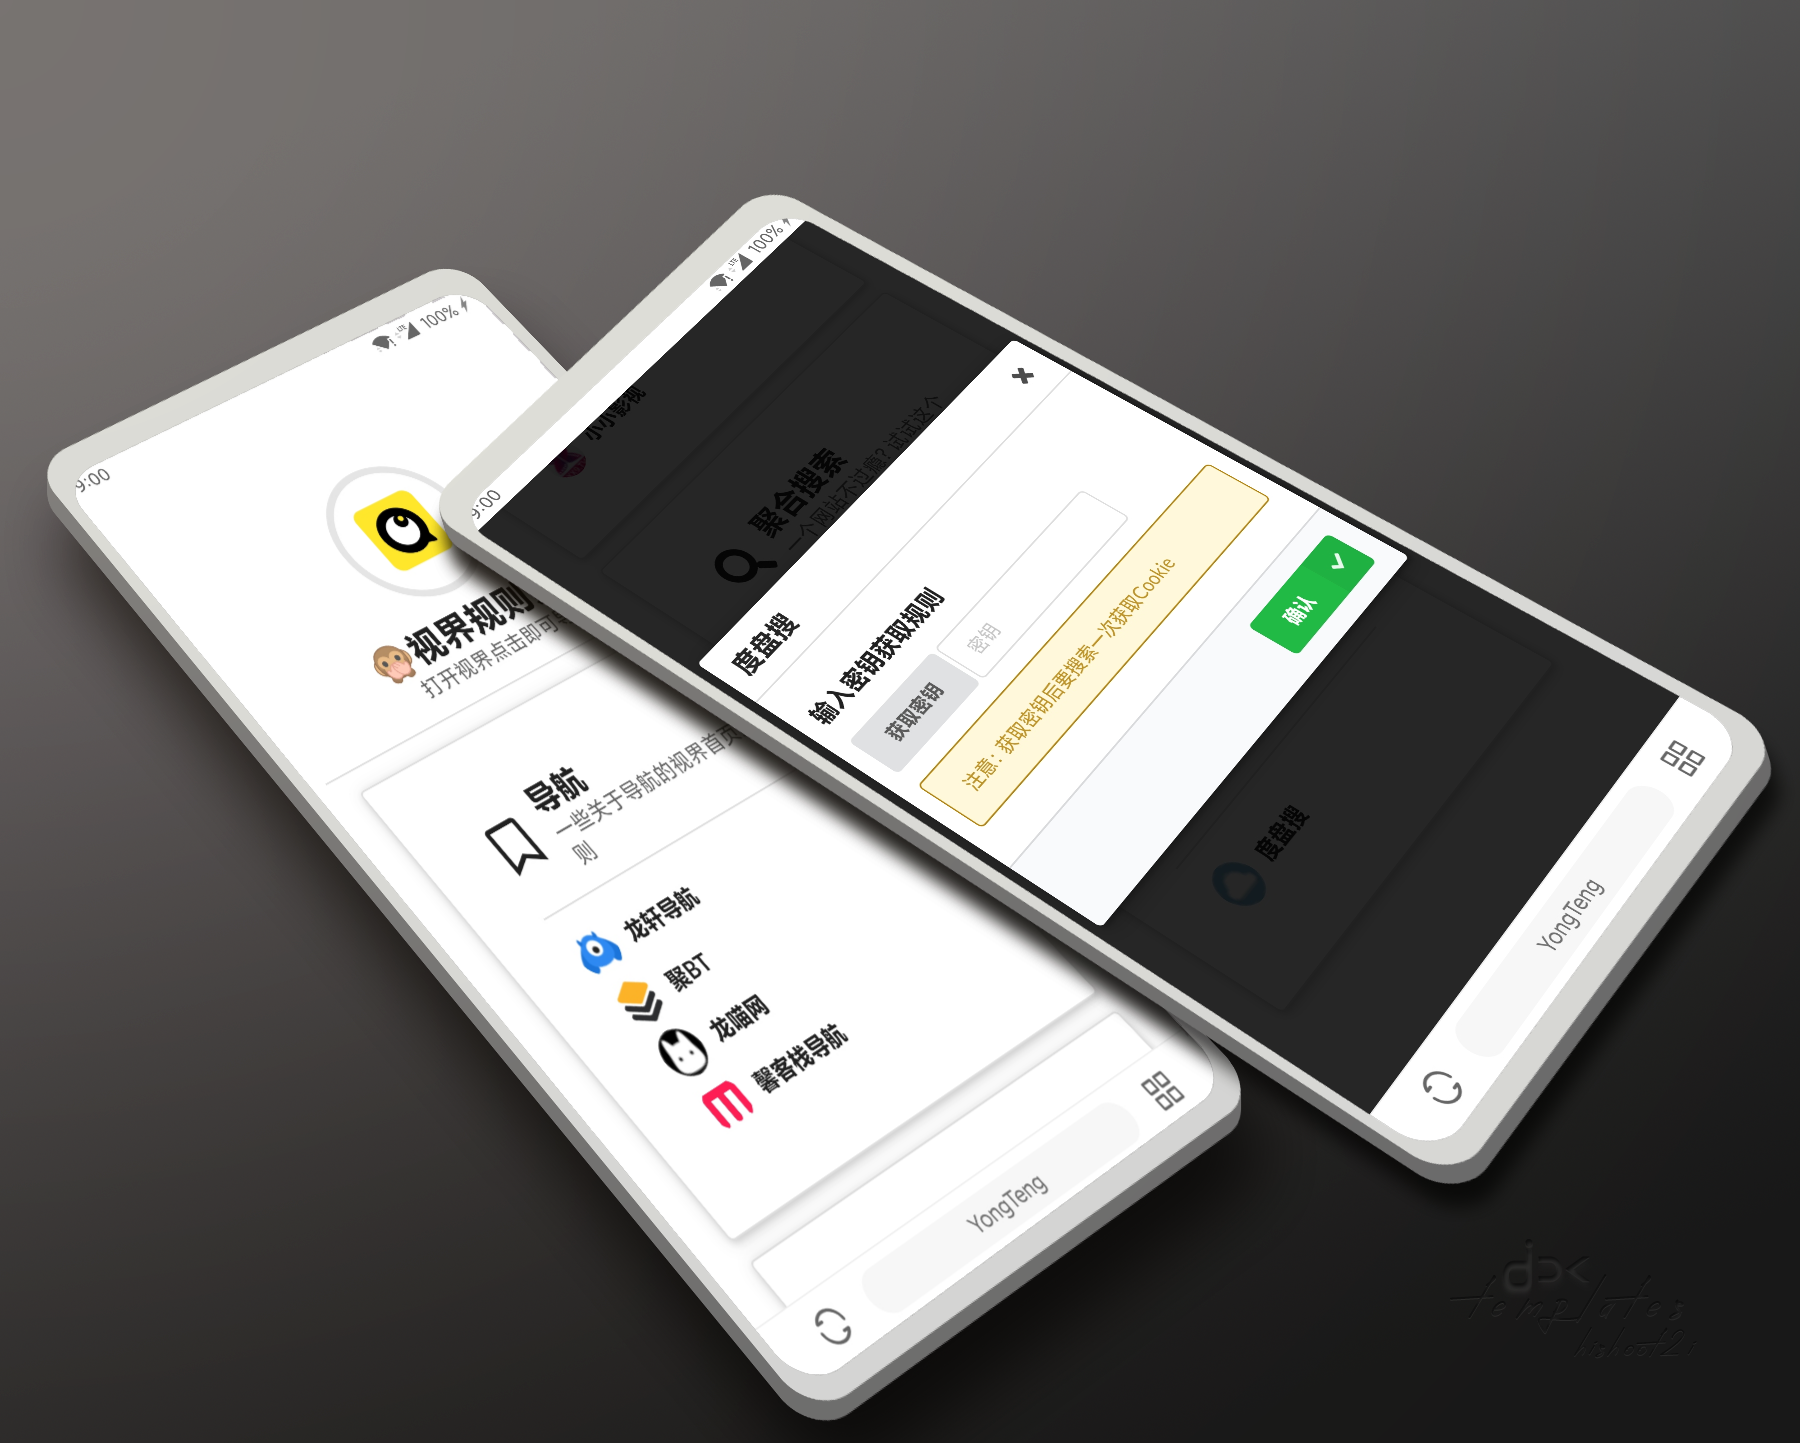 9:00
LTE
100%
视界规则
打开视界点击即可
导航
一些关于导航的视界首页
则
龙轩导航
聚BT
龙喵网
馨客栈导航
YongTeng
9:00
LTE
100%
小小影视
聚合搜索
一个网站不过瘾？试试这个
度盘搜
输入密钥获取规则
获取密钥
密钥
注意：获取密钥后要搜索一次获取Cookie
确认
度盘搜
YongTeng
templates
hishoot2i